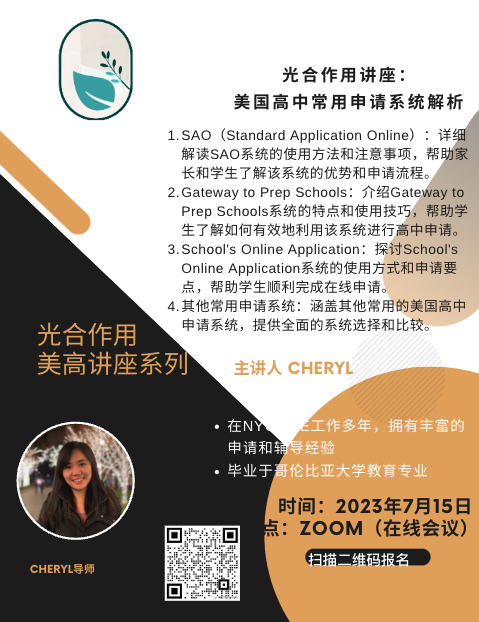 光合作用讲座：
美国高中常用申请系统解析
1. SAO（Standard Application Online）：详细
解读SAO系统的使用方法和注意事项，帮助家
长和学生了解该系统的优势和申请流程。
2. Gateway to Prep Schools：介绍Gateway to
Prep Schools系统的特点和使用技巧，帮助学
生了解如何有效地利用该系统进行高中申请。
3. School's Online Application：探讨School's
Online Application系统的使用方式和申请要
点，帮助学生顺利完成在线申请。
4. 其他常用申请系统：涵盖其他常用的美国高中
申请系统，提供全面的系统选择和比较。
光合作用
美高讲座系列
主讲人 CHERYL
• 在NYC E工作多年，拥有丰富的
申请和辅导经验
• 毕业于哥伦比亚大学教育专业
时间：2023年7月15日
点：ZOOM（在线会议）
扫描二维码报名
CHERYL导师